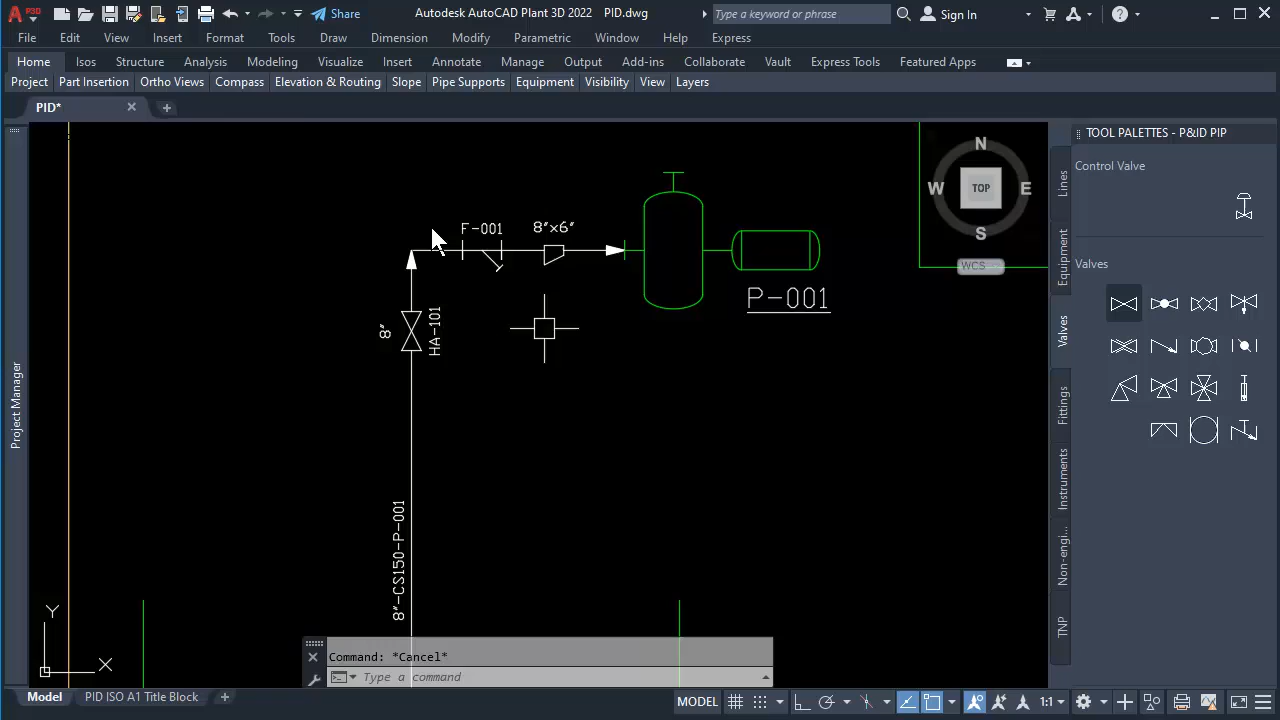 A P3D
Share
Autodesk AutoCAD Plant 3D 2022 PID.dwg
Type a keyword or phrase
Sign In
File Edit View Insert Format Tools Draw Dimension Modify Parametric Window Help Express
Home Isos Structure Analysis Modeling Visualize Insert Annotate Manage Output Add-ins Collaborate Vault Express Tools Featured Apps
Project Part Insertion Ortho Views Compass Elevation & Routing Slope Pipe Supports Equipment Visibility View Layers
PID*
TOOL PALETTES - P&ID PIP
Control Valve
Valves
Lines
Equipment
Valves
Fittings
Instruments
Non-engi...
TNP
Project Manager
N
W TOP E
S
WCS
F-001
8"x6"
8"
HA-101
P-001
8"-CS150-P-001
Y
X
Command: *Cancel*
Type a command
Model PID ISO A1 Title Block
MODEL
1:1